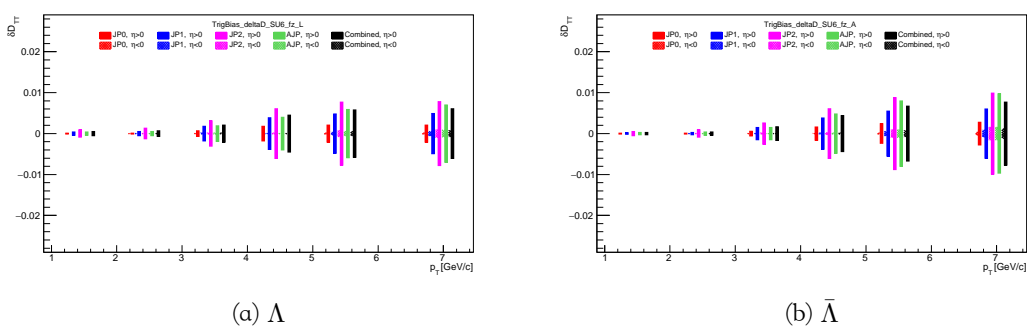 TrigBias_deltaD_SU6_fz_L
δD_TT
JP0, η>0 JP1, η>0 JP2, η>0 AJP, η>0 Combined, η>0
JP0, η<0 JP1, η<0 JP2, η<0 AJP, η<0 Combined, η<0
0.02
0.01
0
−0.01
−0.02
1 2 3 4 5 6 7
p_T [GeV/c]
(a) Λ
TrigBias_deltaD_SU6_fz_A
δD_TT
JP0, η>0 JP1, η>0 JP2, η>0 AJP, η>0 Combined, η>0
JP0, η<0 JP1, η<0 JP2, η<0 AJP, η<0 Combined, η<0
0.02
0.01
0
−0.01
−0.02
1 2 3 4 5 6 7
p_T [GeV/c]
(b) Λ̄